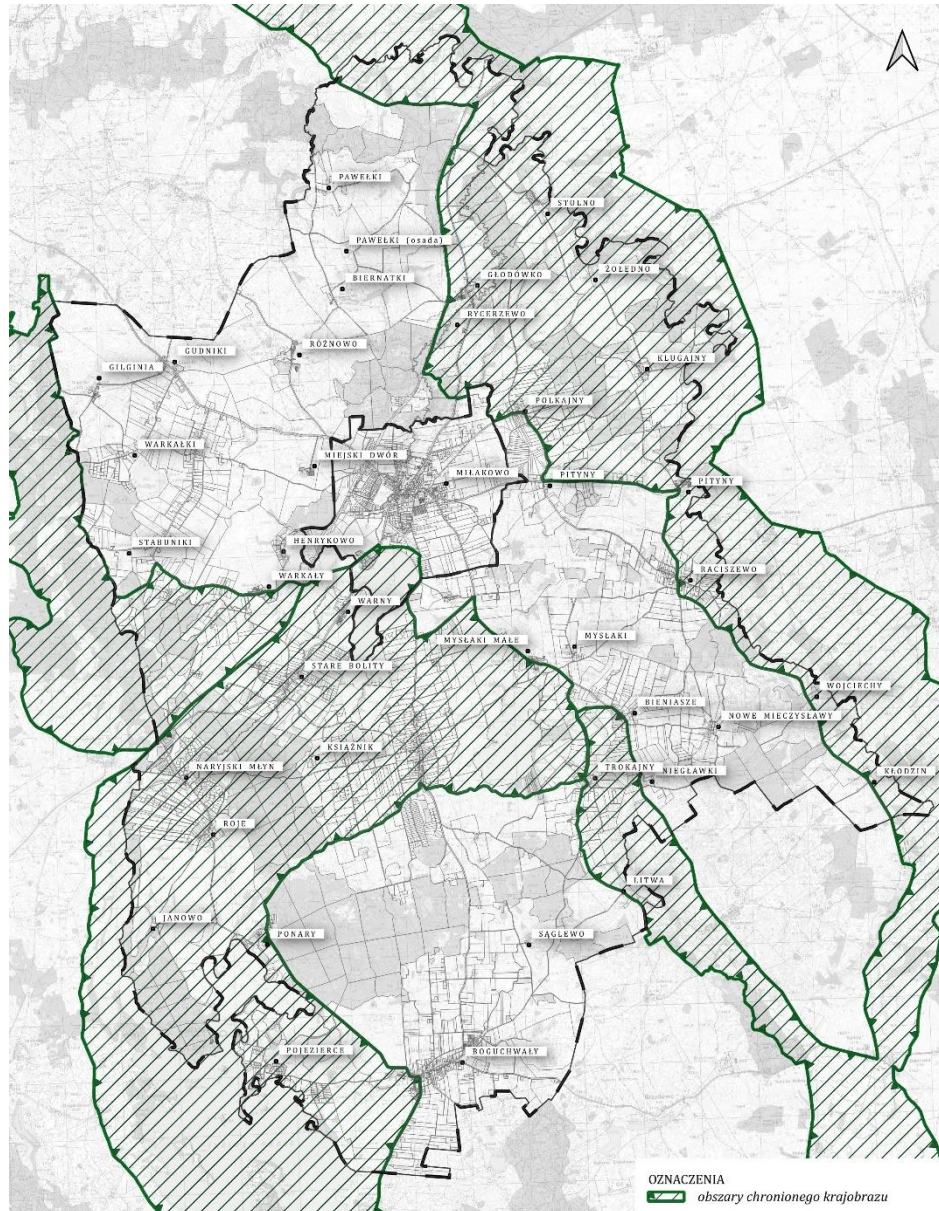 PAWEŁKI
STOLNO
PAWEŁKI (osada)
GŁODÓWKO
ŻOŁĘDNO
BIERNATKI
RYCERZEWO
RÓŻNOWO
GUDNIKI
GILGINIA
KLUGAJNY
POLKAJNY
WARKAŁKI
MIEJSKI DWÓR
MIŁAKOWO
PITYNY
PITYNY
STABUNIKI
HENRYKOWO
WARKAŁY
RACISZEWO
WARNY
MYSŁAKI MAŁE
MYSŁAKI
STARE BOLITY
WOJCIECHY
BIENIASZE
NOWE MIECZYSŁAWY
KSIĄŻNIK
NARYJSKI MŁYN
TROKAJNY
NIEGŁAWKI
KŁODZIN
ROJE
LITWA
JANOWO
PONARY
SĄGLEWO
POJEZIERCE
BOGUCHWAŁY
OZNACZENIA
obszary chronionego krajobrazu